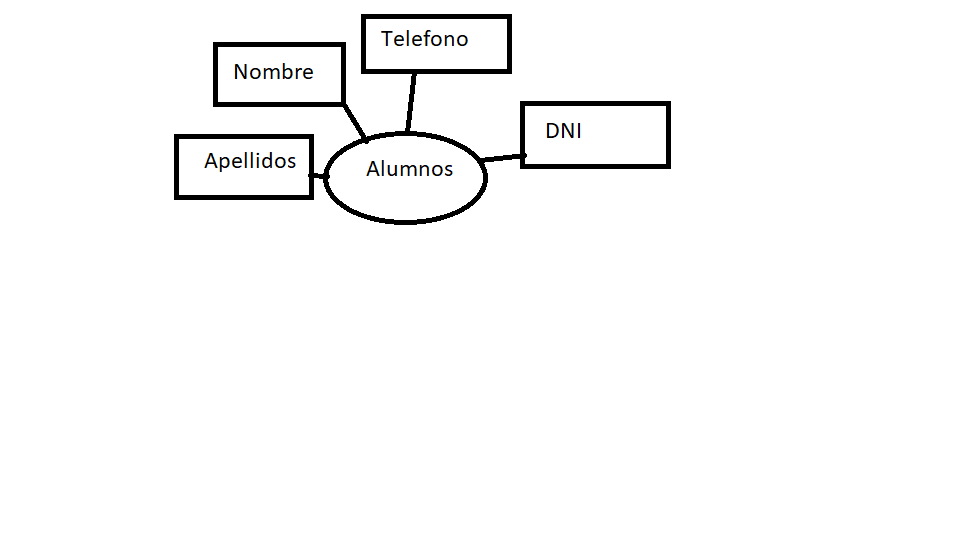 Telefono
Nombre
DNI
Apellidos
Alumnos